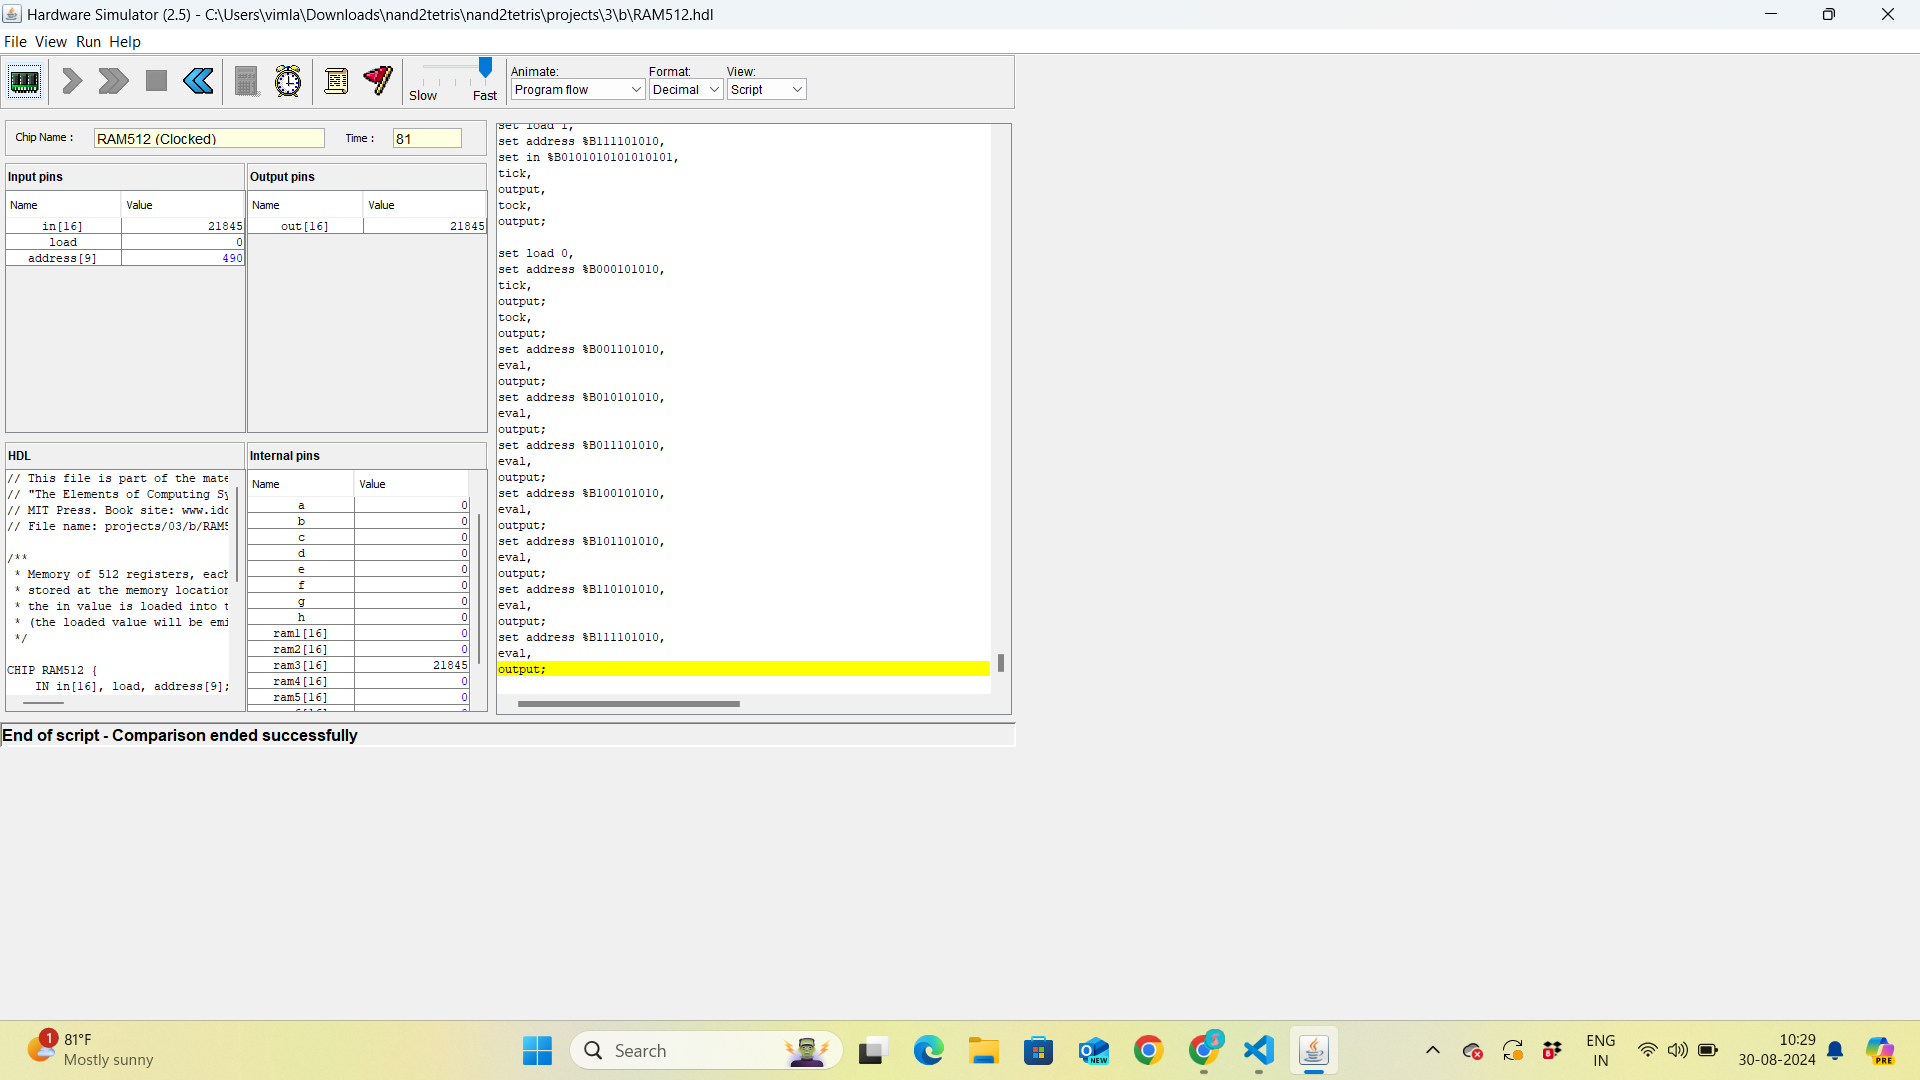 Hardware Simulator (2.5) - C:\Users\vimla\Downloads\nand2tetris\nand2tetris\projects\3\b\RAM512.hdl
File View Run Help
Slow Fast
Animate:
Program flow
Format:
Decimal
View:
Script
Chip Name :
RAM512 (Clocked)
Time :
81
Input pins
Name Value
in[16] 21845
load 0
address[9] 490
Output pins
Name Value
out[16] 21845
HDL
// This file is part of the mate
// "The Elements of Computing Sy
// MIT Press. Book site: www.idc
// File name: projects/03/b/RAM5
/**
* Memory of 512 registers, each
* stored at the memory location
* the in value is loaded into t
* (the loaded value will be emi
*/
CHIP RAM512 {
IN in[16], load, address[9];
Internal pins
Name Value
a 0
b 0
c 0
d 0
e 0
f 0
g 0
h 0
ram1[16] 0
ram2[16] 0
ram3[16] 21845
ram4[16] 0
ram5[16] 0
set load 1,
set address %B111101010,
set in %B0101010101010101,
tick,
output,
tock,
output;
set load 0,
set address %B000101010,
tick,
output;
tock,
output;
set address %B001101010,
eval,
output;
set address %B010101010,
eval,
output;
set address %B011101010,
eval,
output;
set address %B100101010,
eval,
output;
set address %B101101010,
eval,
output;
set address %B110101010,
eval,
output;
set address %B111101010,
eval,
output;
End of script - Comparison ended successfully
1
81°F
Mostly sunny
Search
NEW
8
ENG
IN
10:29
30-08-2024
PRE